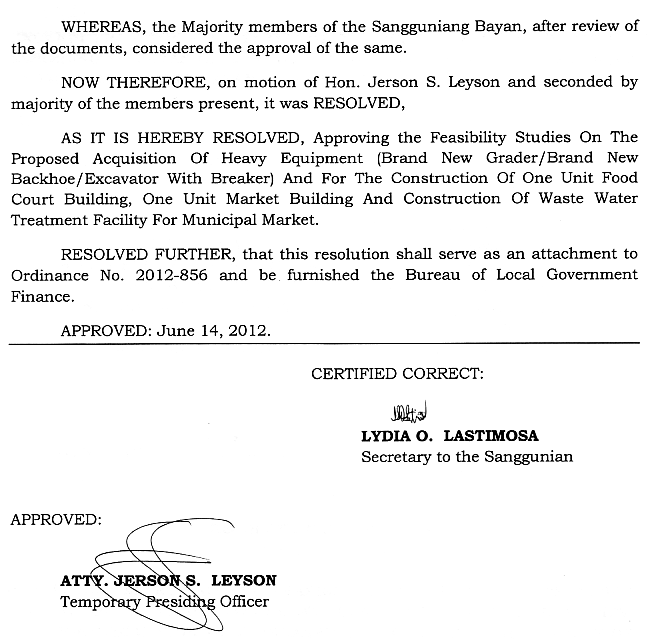 WHEREAS, the Majority members of the Sangguniang Bayan, after review of
the documents, considered the approval of the same.
NOW THEREFORE, on motion of Hon. Jerson S. Leyson and seconded by
majority of the members present, it was RESOLVED,
AS IT IS HEREBY RESOLVED, Approving the Feasibility Studies On The
Proposed Acquisition Of Heavy Equipment (Brand New Grader/Brand New
Backhoe/Excavator With Breaker) And For The Construction Of One Unit Food
Court Building, One Unit Market Building And Construction Of Waste Water
Treatment Facility For Municipal Market.
RESOLVED FURTHER, that this resolution shall serve as an attachment to
Ordinance No. 2012-856 and be furnished the Bureau of Local Government
Finance.
APPROVED: June 14, 2012.
CERTIFIED CORRECT:
LYDIA O. LASTIMOSA
Secretary to the Sanggunian
APPROVED:
ATTY. JERSON S. LEYSON
Temporary Presiding Officer